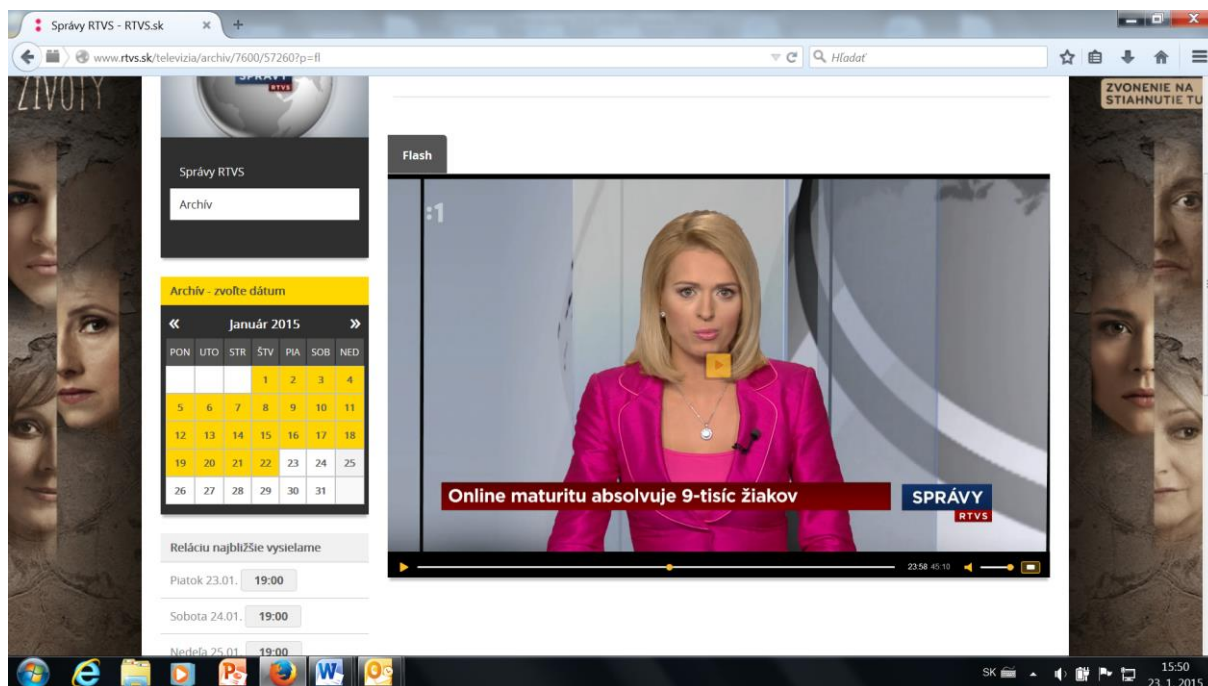 Správy RTVS - RTVS.sk
www.rtvs.sk/televizia/archiv/7600/57260?p=fl
Hľadať
ŽIVOTY
SPRÁVY
RTVS
ZVONENIE NA
STIAHNUTIE TU
Správy RTVS
Archív
Archív - zvoľte dátum
« Január 2015 »
PON UTO STR ŠTV PIA SOB NED
1 2 3 4
5 6 7 8 9 10 11
12 13 14 15 16 17 18
19 20 21 22 23 24 25
26 27 28 29 30 31
Reláciu najbližšie vysielame
Piatok 23.01. 19:00
Sobota 24.01. 19:00
Nedeľa 25.01. 19:00
Flash
:1
Online maturitu absolvuje 9-tisíc žiakov
SPRÁVY
RTVS
23:58 45:10
SK
15:50
23. 1. 2015